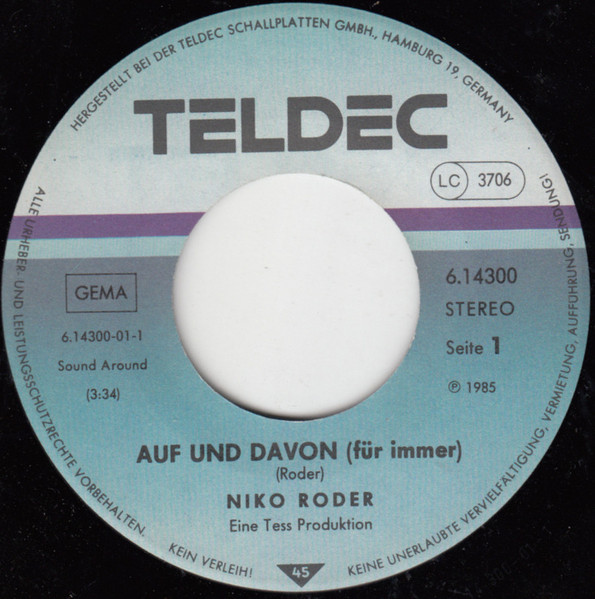 HERGESTELLT BEI DER TELDEC SCHALLPLATTEN GMBH., HAMBURG 19, GERMANY
TELDEC
LC 3706
GEMA
6.14300-01-1
Sound Around
(3:34)
6.14300
STEREO
Seite 1
℗ 1985
AUF UND DAVON (für immer)
(Roder)
NIKO RODER
Eine Tess Produktion
ALLE URHEBER- UND LEISTUNGSSCHUTZRECHTE VORBEHALTEN.
KEIN VERLEIH!
45
KEINE UNERLAUBTE VERVIELFÄLTIGUNG, VERMIETUNG, AUFFÜHRUNG, SENDUNG!